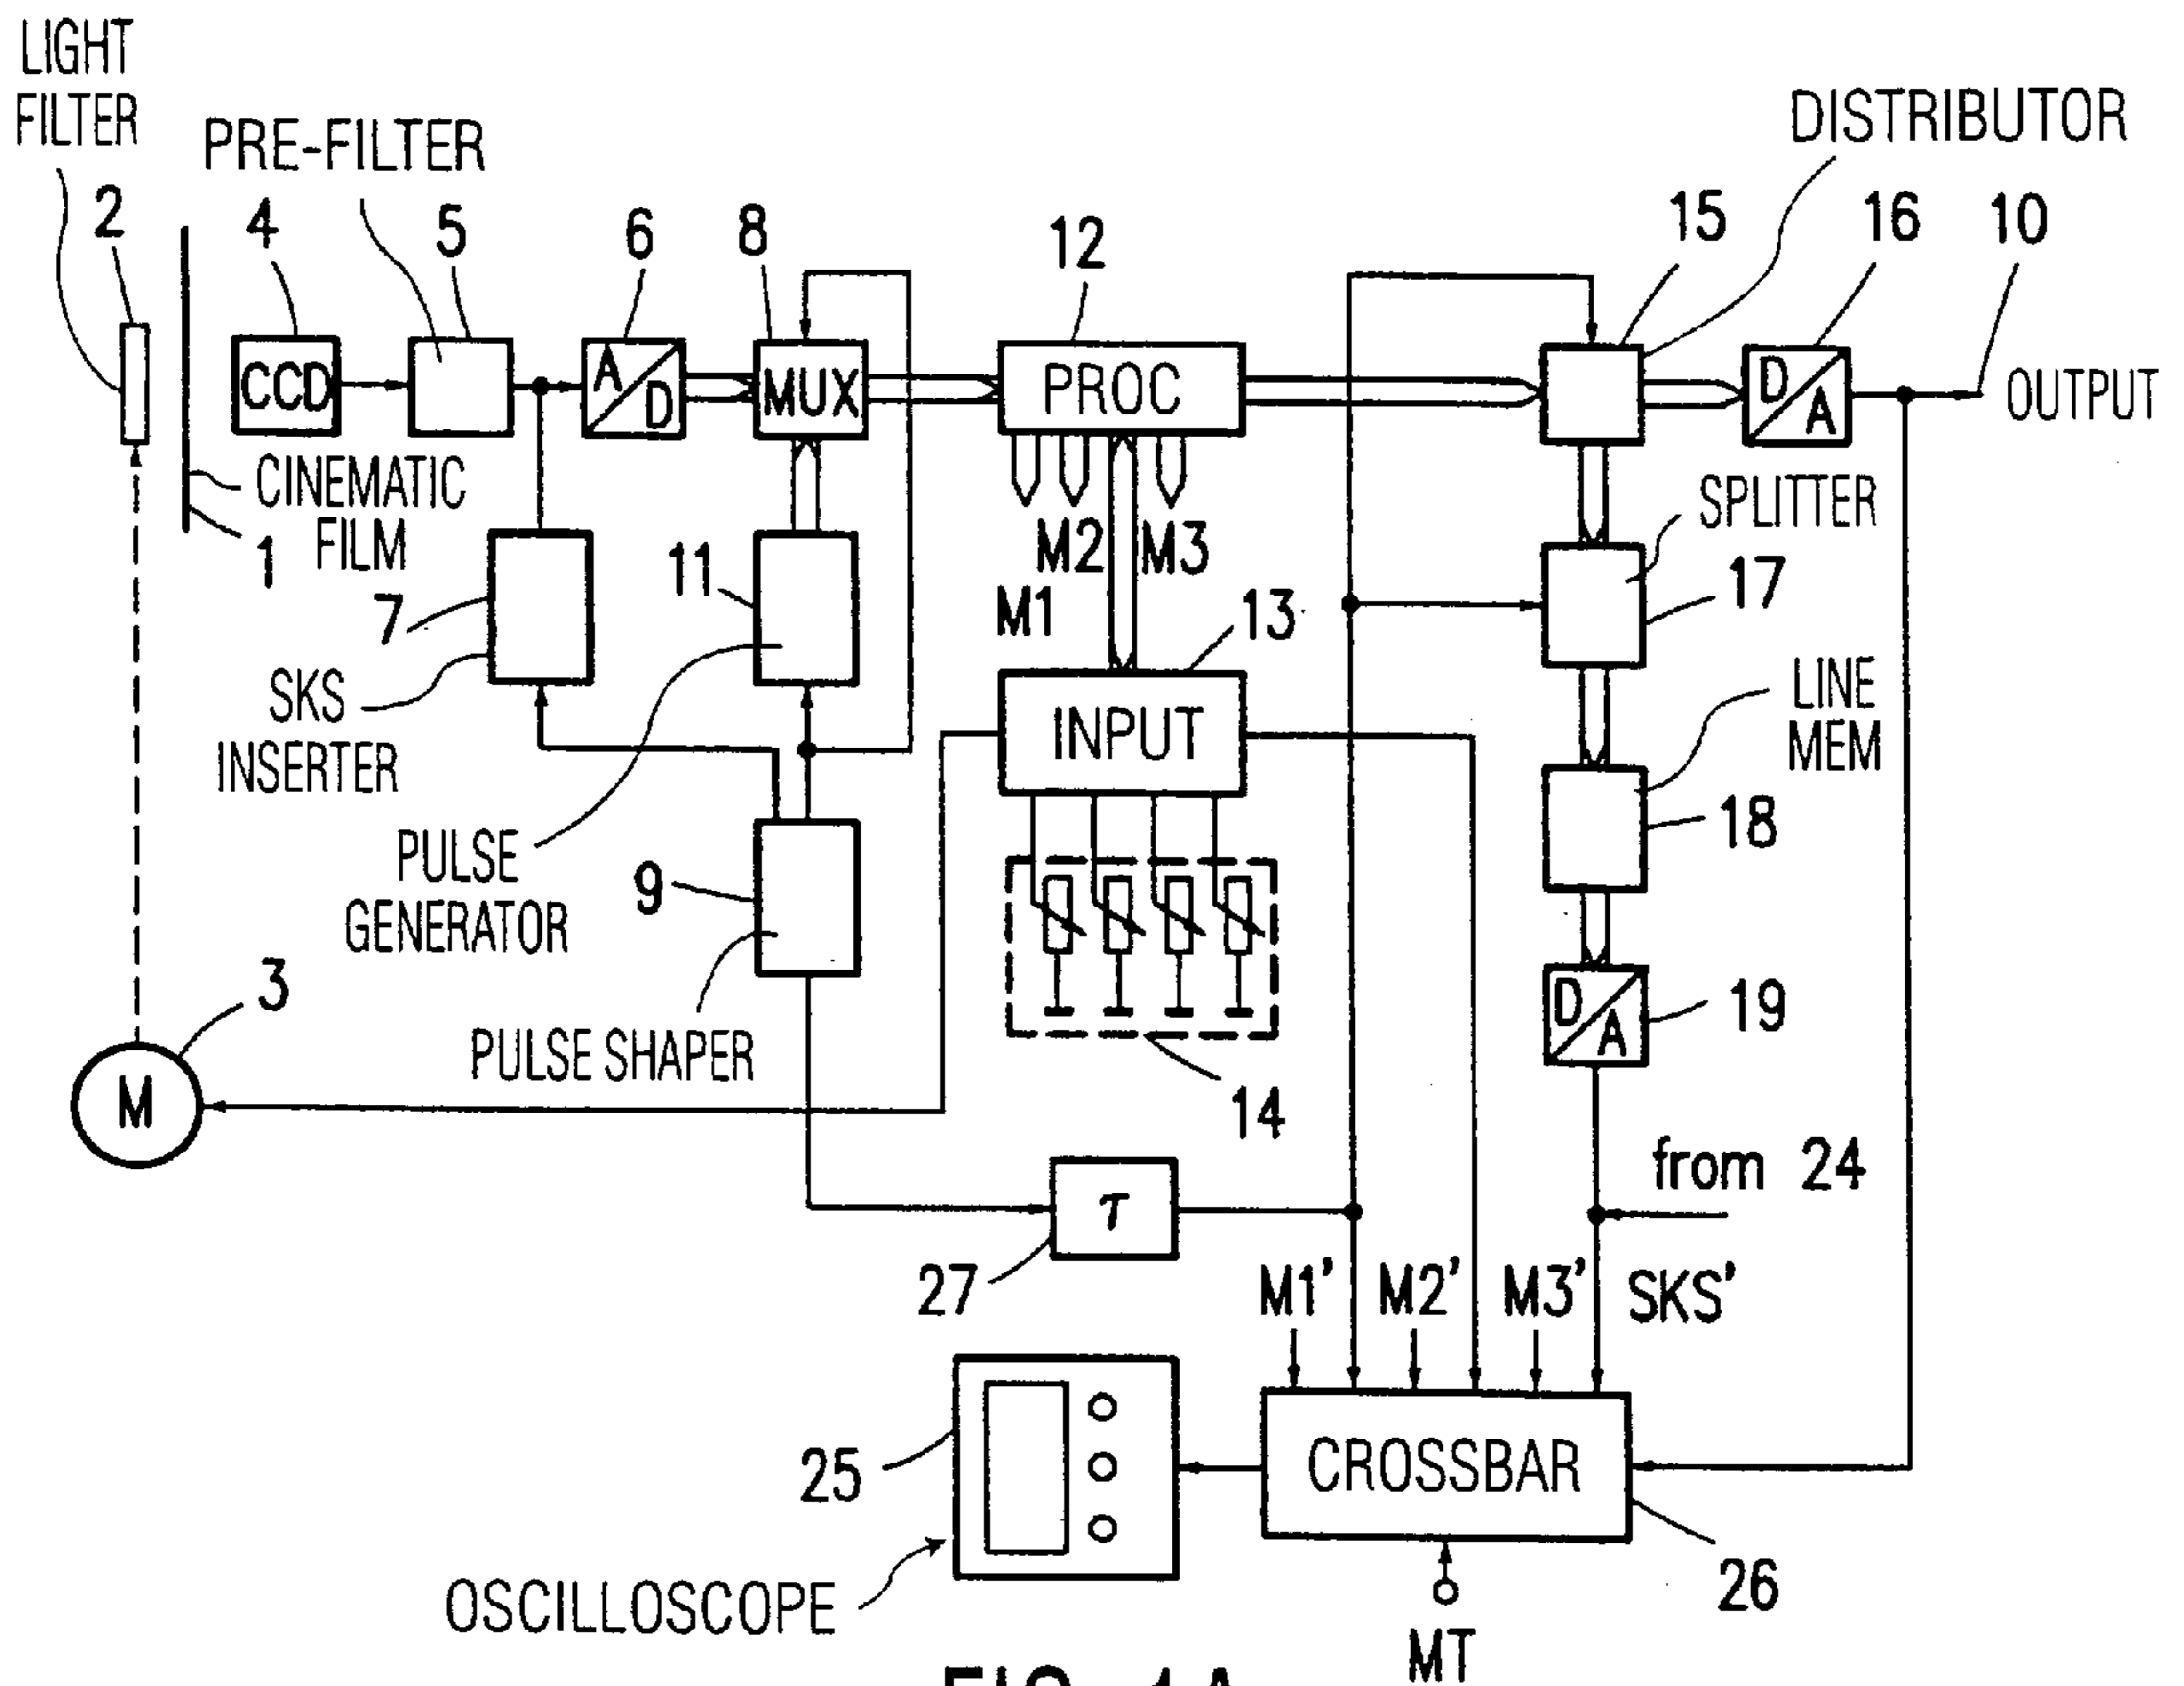 LIGHT
FILTER
PRE-FILTER
DISTRIBUTOR
2
4
5
6
8
12
15
16
10
CCD
A
D
MUX
PROC
D
A
OUTPUT
CINEMATIC
FILM
1
7
11
M2
M3
M1
13
SPLITTER
17
SKS
INSERTER
INPUT
LINE
MEM
18
PULSE
GENERATOR
9
PULSE SHAPER
3
M
14
D
A
19
from 24
τ
27
M1'
M2'
M3'
SKS'
25
CROSSBAR
26
OSCILLOSCOPE
MT
FIG. 1A